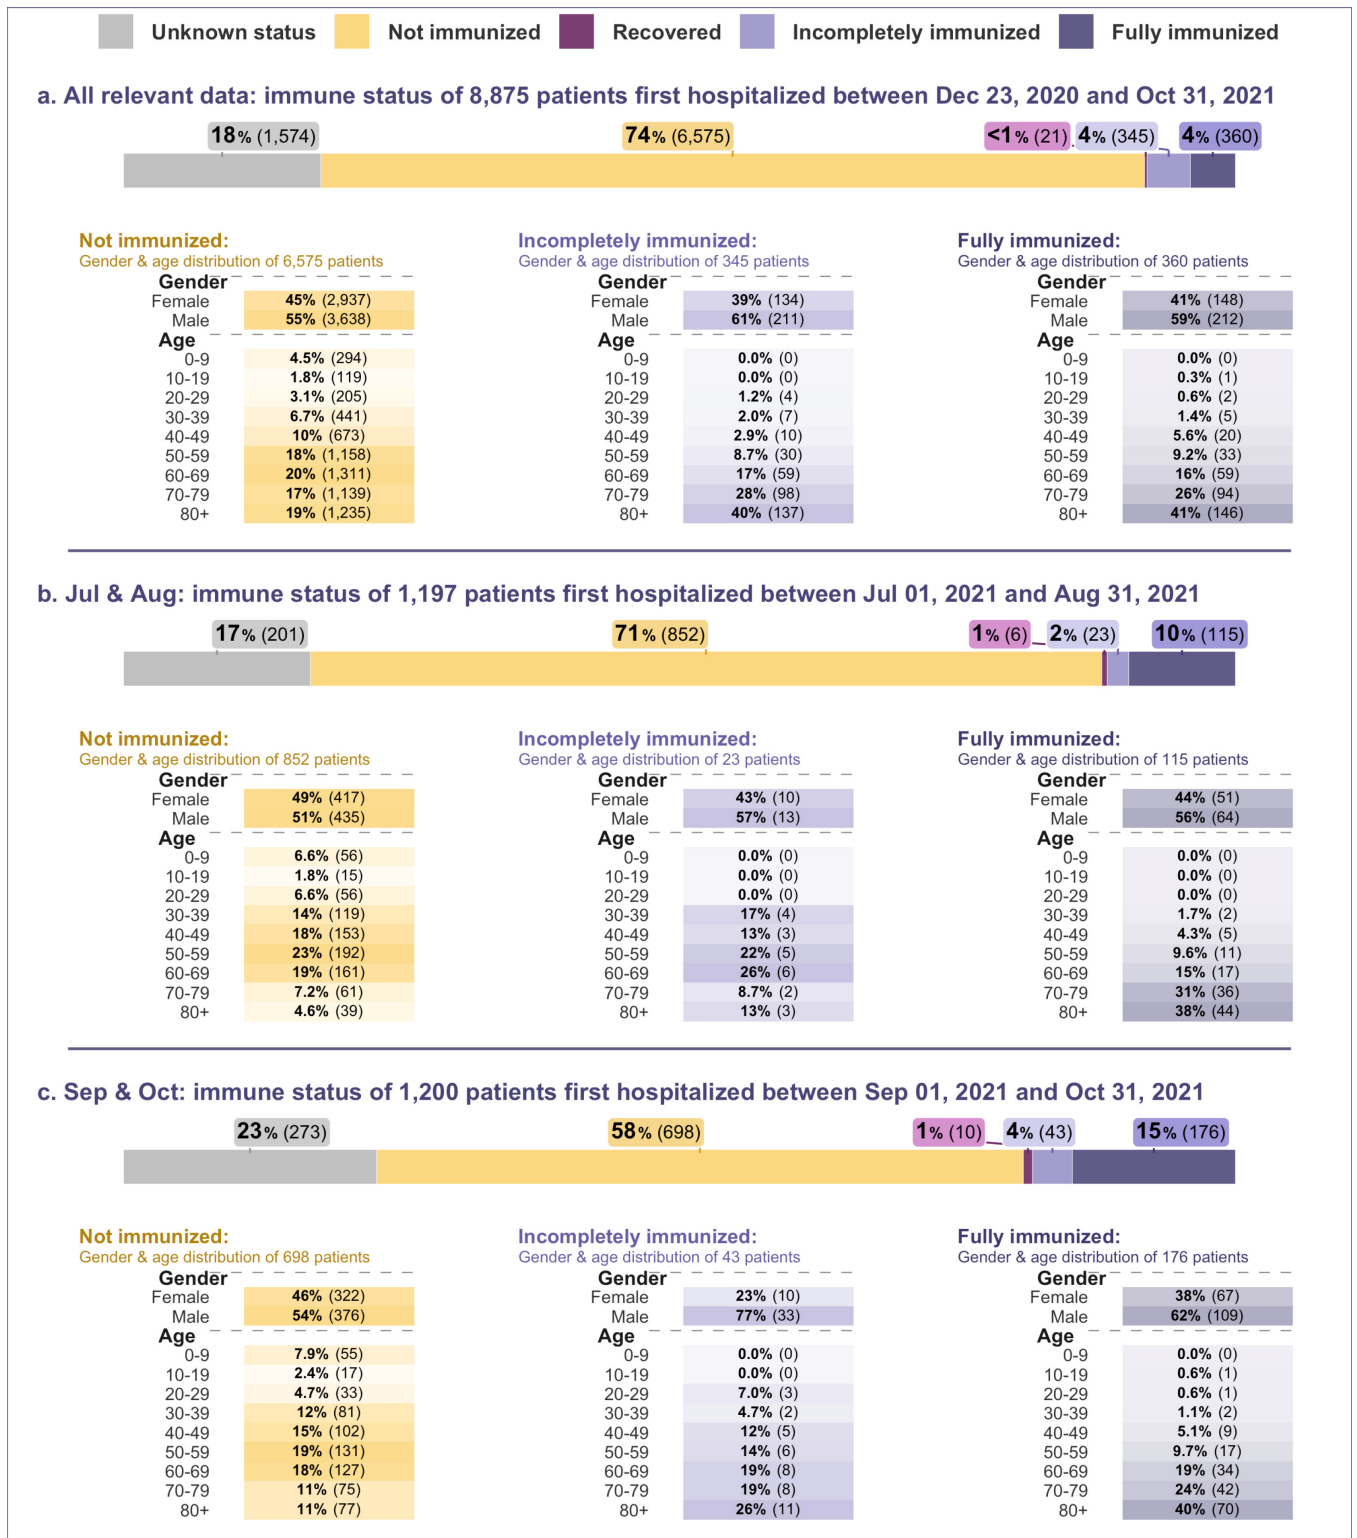 Unknown status Not immunized Recovered Incompletely immunized Fully immunized
a. All relevant data: immune status of 8,875 patients first hospitalized between Dec 23, 2020 and Oct 31, 2021
18% (1,574) 74% (6,575) <1% (21) 4% (345) 4% (360)
Not immunized: Incompletely immunized: Fully immunized:
Gender & age distribution of 6,575 patients Gender & age distribution of 345 patients Gender & age distribution of 360 patients
Gender Gender Gender
Female 45% (2,937) Female 39% (134) Female 41% (148)
Male 55% (3,638) Male 61% (211) Male 59% (212)
Age Age Age
0-9 4.5% (294) 0-9 0.0% (0) 0-9 0.0% (0)
10-19 1.8% (119) 10-19 0.0% (0) 10-19 0.3% (1)
20-29 3.1% (205) 20-29 1.2% (4) 20-29 0.6% (2)
30-39 6.7% (441) 30-39 2.0% (7) 30-39 1.4% (5)
40-49 10% (673) 40-49 2.9% (10) 40-49 5.6% (20)
50-59 18% (1,158) 50-59 8.7% (30) 50-59 9.2% (33)
60-69 20% (1,311) 60-69 17% (59) 60-69 16% (59)
70-79 17% (1,139) 70-79 28% (98) 70-79 26% (94)
80+ 19% (1,235) 80+ 40% (137) 80+ 41% (146)
b. Jul & Aug: immune status of 1,197 patients first hospitalized between Jul 01, 2021 and Aug 31, 2021
17% (201) 71% (852) 1% (6) 2% (23) 10% (115)
Not immunized: Incompletely immunized: Fully immunized:
Gender & age distribution of 852 patients Gender & age distribution of 23 patients Gender & age distribution of 115 patients
Gender Gender Gender
Female 49% (417) Female 43% (10) Female 44% (51)
Male 51% (435) Male 57% (13) Male 56% (64)
Age Age Age
0-9 6.6% (56) 0-9 0.0% (0) 0-9 0.0% (0)
10-19 1.8% (15) 10-19 0.0% (0) 10-19 0.0% (0)
20-29 6.6% (56) 20-29 0.0% (0) 20-29 0.0% (0)
30-39 14% (119) 30-39 17% (4) 30-39 1.7% (2)
40-49 18% (153) 40-49 13% (3) 40-49 4.3% (5)
50-59 23% (192) 50-59 22% (5) 50-59 9.6% (11)
60-69 19% (161) 60-69 26% (6) 60-69 15% (17)
70-79 7.2% (61) 70-79 8.7% (2) 70-79 31% (36)
80+ 4.6% (39) 80+ 13% (3) 80+ 38% (44)
c. Sep & Oct: immune status of 1,200 patients first hospitalized between Sep 01, 2021 and Oct 31, 2021
23% (273) 58% (698) 1% (10) 4% (43) 15% (176)
Not immunized: Incompletely immunized: Fully immunized:
Gender & age distribution of 698 patients Gender & age distribution of 43 patients Gender & age distribution of 176 patients
Gender Gender Gender
Female 46% (322) Female 23% (10) Female 38% (67)
Male 54% (376) Male 77% (33) Male 62% (109)
Age Age Age
0-9 7.9% (55) 0-9 0.0% (0) 0-9 0.0% (0)
10-19 2.4% (17) 10-19 0.0% (0) 10-19 0.6% (1)
20-29 4.7% (33) 20-29 7.0% (3) 20-29 0.6% (1)
30-39 12% (81) 30-39 4.7% (2) 30-39 1.1% (2)
40-49 15% (102) 40-49 12% (5) 40-49 5.1% (9)
50-59 19% (131) 50-59 14% (6) 50-59 9.7% (17)
60-69 18% (127) 60-69 19% (8) 60-69 19% (34)
70-79 11% (75) 70-79 19% (8) 70-79 24% (42)
80+ 11% (77) 80+ 26% (11) 80+ 40% (70)